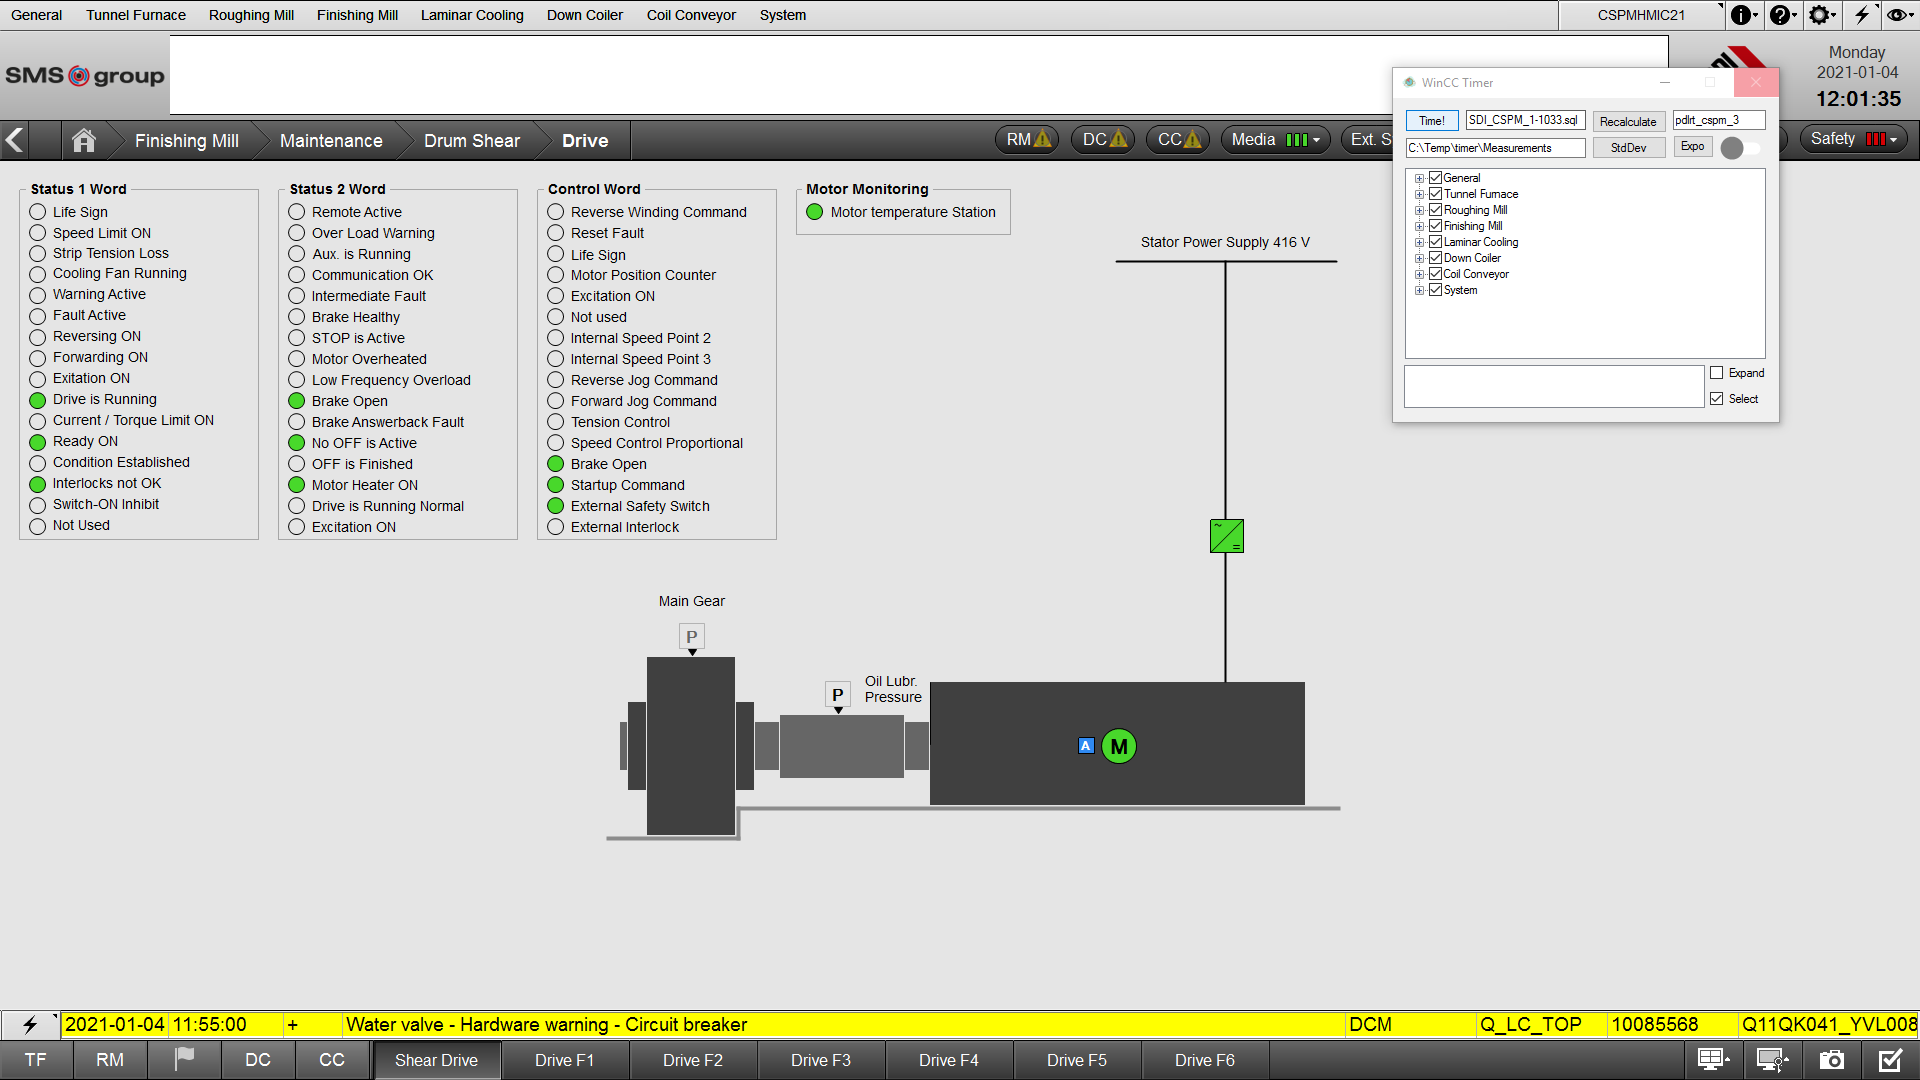 General Tunnel Furnace Roughing Mill Finishing Mill Laminar Cooling Down Coiler Coil Conveyor System CSPMHMIC21
SMS group
Monday
2021-01-04
12:01:35
Finishing Mill Maintenance Drum Shear Drive RM DC CC Media Ext. S Safety
WinCC Timer
Time! SDI_CSPM_1-1033.sql Recalculate pdlrt_cspm_3
C:\Temp\timer\Measurements StdDev Expo
General
Tunnel Furnace
Roughing Mill
Finishing Mill
Laminar Cooling
Down Coiler
Coil Conveyor
System
Expand
Select
Status 1 Word
Life Sign
Speed Limit ON
Strip Tension Loss
Cooling Fan Running
Warning Active
Fault Active
Reversing ON
Forwarding ON
Exitation ON
Drive is Running
Current / Torque Limit ON
Ready ON
Condition Established
Interlocks not OK
Switch-ON Inhibit
Not Used
Status 2 Word
Remote Active
Over Load Warning
Aux. is Running
Communication OK
Intermediate Fault
Brake Healthy
STOP is Active
Motor Overheated
Low Frequency Overload
Brake Open
Brake Answerback Fault
No OFF is Active
OFF is Finished
Motor Heater ON
Drive is Running Normal
Excitation ON
Control Word
Reverse Winding Command
Reset Fault
Life Sign
Motor Position Counter
Excitation ON
Not used
Internal Speed Point 2
Internal Speed Point 3
Reverse Jog Command
Forward Jog Command
Tension Control
Speed Control Proportional
Brake Open
Startup Command
External Safety Switch
External Interlock
Motor Monitoring
Motor temperature Station
Stator Power Supply 416 V
Main Gear
P
P
Oil Lubr.
Pressure
A M
2021-01-04 11:55:00 + Water valve - Hardware warning - Circuit breaker DCM Q_LC_TOP 10085568 Q11QK041_YVL008
TF RM DC CC Shear Drive Drive F1 Drive F2 Drive F3 Drive F4 Drive F5 Drive F6